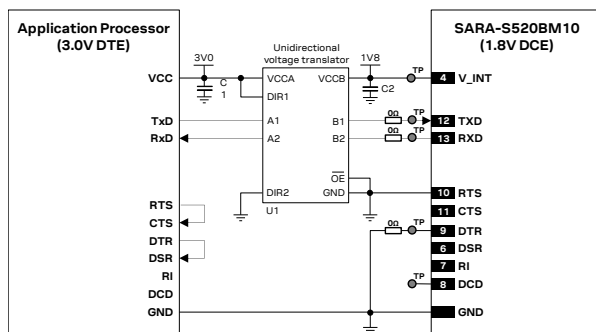 Application Processor
(3.0V DTE)
SARA-S520BM10
(1.8V DCE)
Unidirectional
voltage translator
3V0
1V8
VCC
C
1
VCCA
DIR1
VCCB
C2
TP
4
V_INT
TxD
A1
B1
0Ω
TP
12
TXD
RxD
A2
B2
0Ω
TP
13
RXD
OE
DIR2
GND
U1
RTS
10
RTS
CTS
11
CTS
DTR
0Ω
TP
9
DTR
DSR
6
DSR
RI
7
RI
DCD
TP
8
DCD
GND
GND